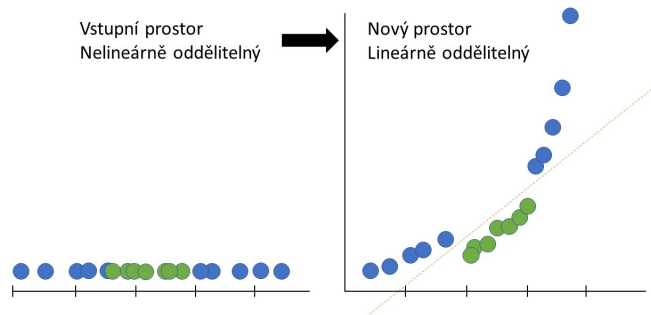 Vstupní prostor
Nelineárně oddělitelný
Nový prostor
Lineárně oddělitelný